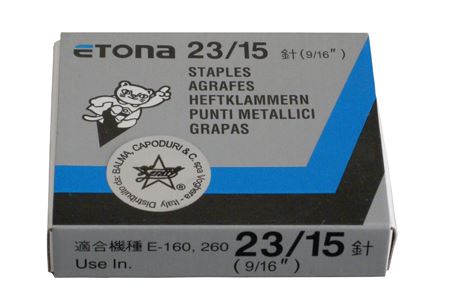 ETONA 23/15 針 (9/16")
STAPLES
AGRAFES
HEFTKLAMMERN
PUNTI METALLICI
GRAPAS
Distribuito da: BALMA, CAPODURI & C. sas Voghera - Italy
®
適合機種 E-160, 260 23/15 針
Use In. (9/16")